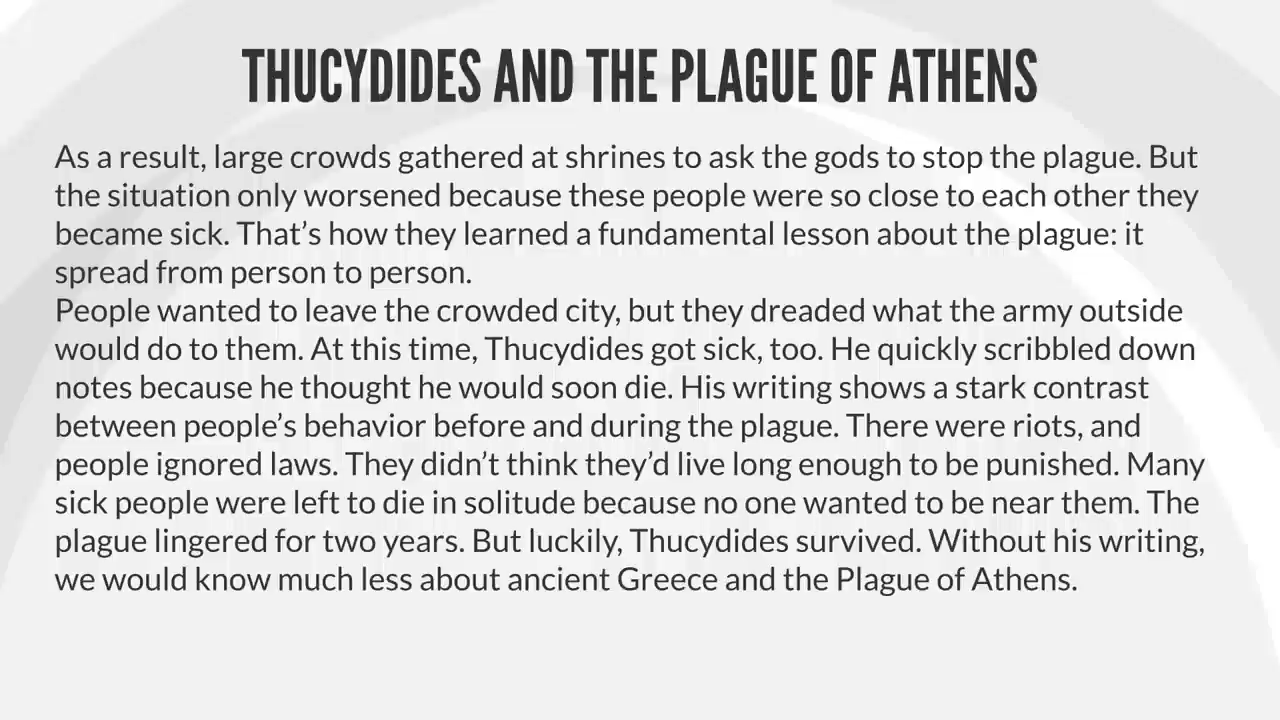 THUCYDIDES AND THE PLAGUE OF ATHENS
As a result, large crowds gathered at shrines to ask the gods to stop the plague. But
the situation only worsened because these people were so close to each other they
became sick. That’s how they learned a fundamental lesson about the plague: it
spread from person to person.
People wanted to leave the crowded city, but they dreaded what the army outside
would do to them. At this time, Thucydides got sick, too. He quickly scribbled down
notes because he thought he would soon die. His writing shows a stark contrast
between people’s behavior before and during the plague. There were riots, and
people ignored laws. They didn’t think they’d live long enough to be punished. Many
sick people were left to die in solitude because no one wanted to be near them. The
plague lingered for two years. But luckily, Thucydides survived. Without his writing,
we would know much less about ancient Greece and the Plague of Athens.